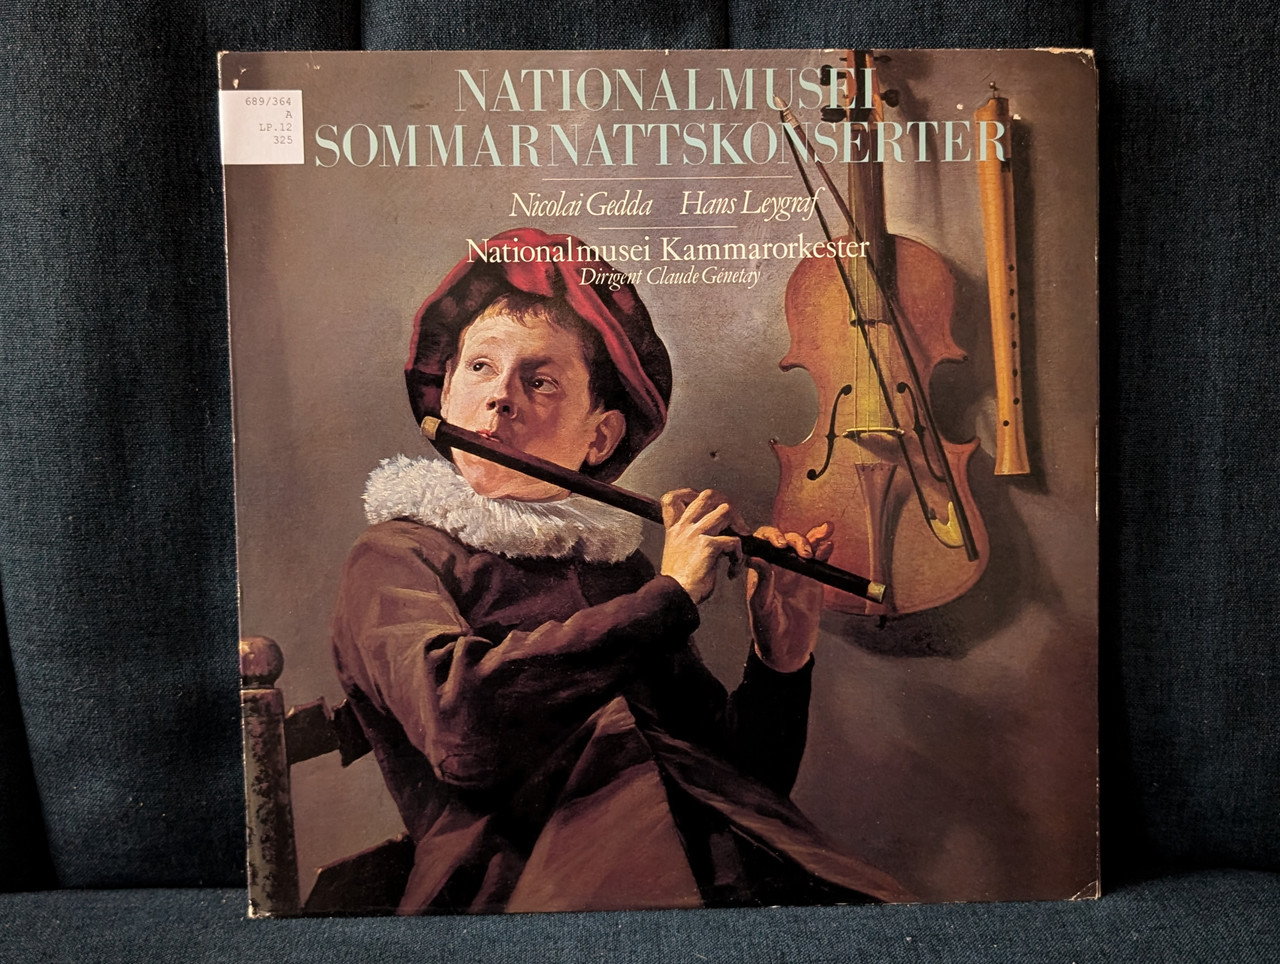 689/364
A
LP.12
325
NATIONALMUSEI
SOMMARNATTSKONSERTER
Nicolai Gedda Hans Leygraf
Nationalmusei Kammarorkester
Dirigent Claude Génetay